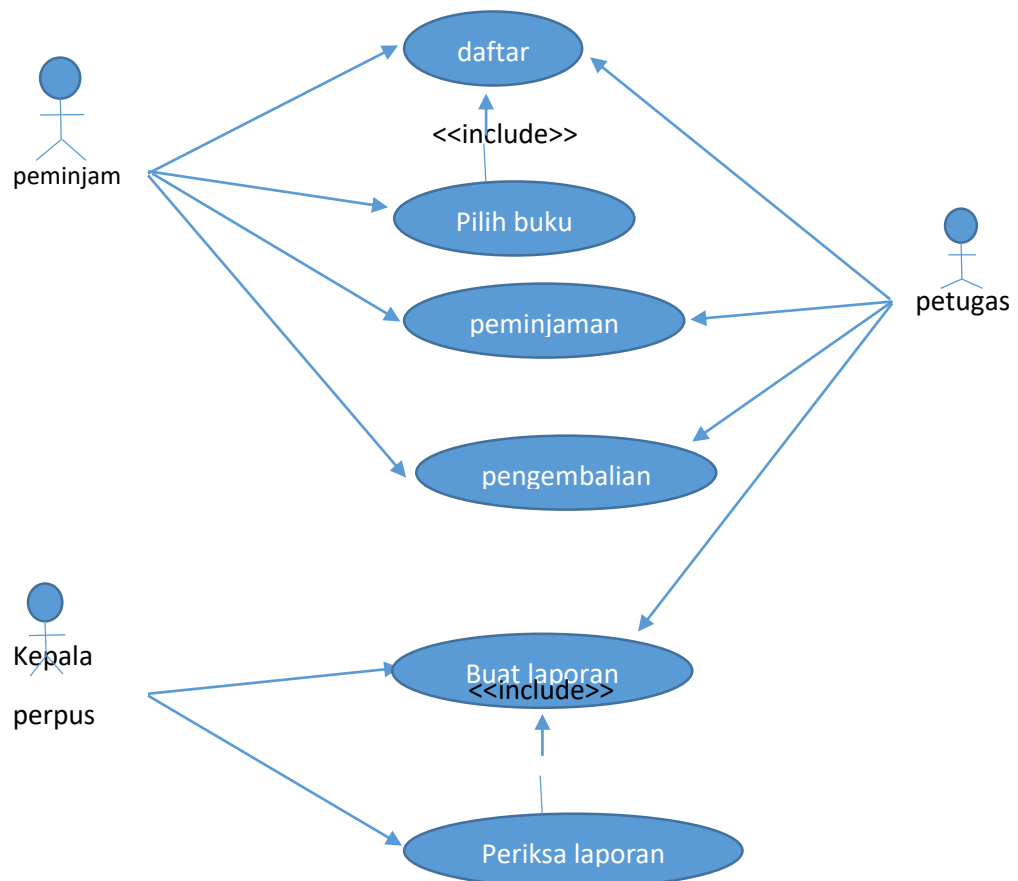 daftar
<<include>>
peminjam
Pilih buku
petugas
peminjaman
pengembalian
Kepala
perpus
Buat laporan
<<include>>
Periksa laporan